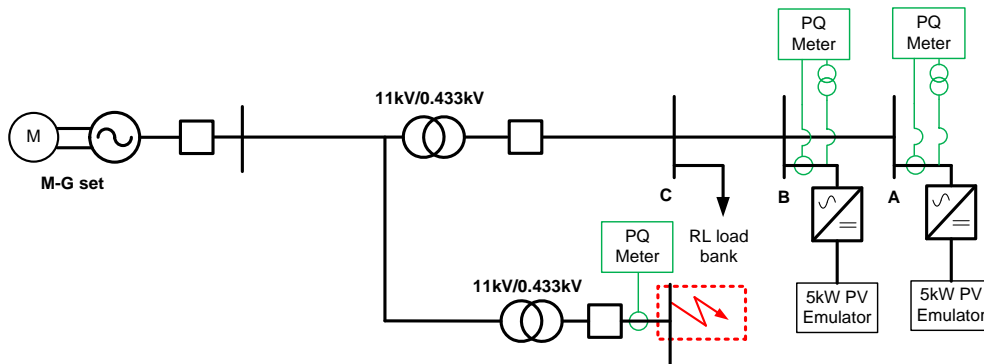 PQ
Meter
PQ
Meter
11kV/0.433kV
M
M-G set
C
B
A
RL load
bank
PQ
Meter
11kV/0.433kV
5kW PV
Emulator
5kW PV
Emulator